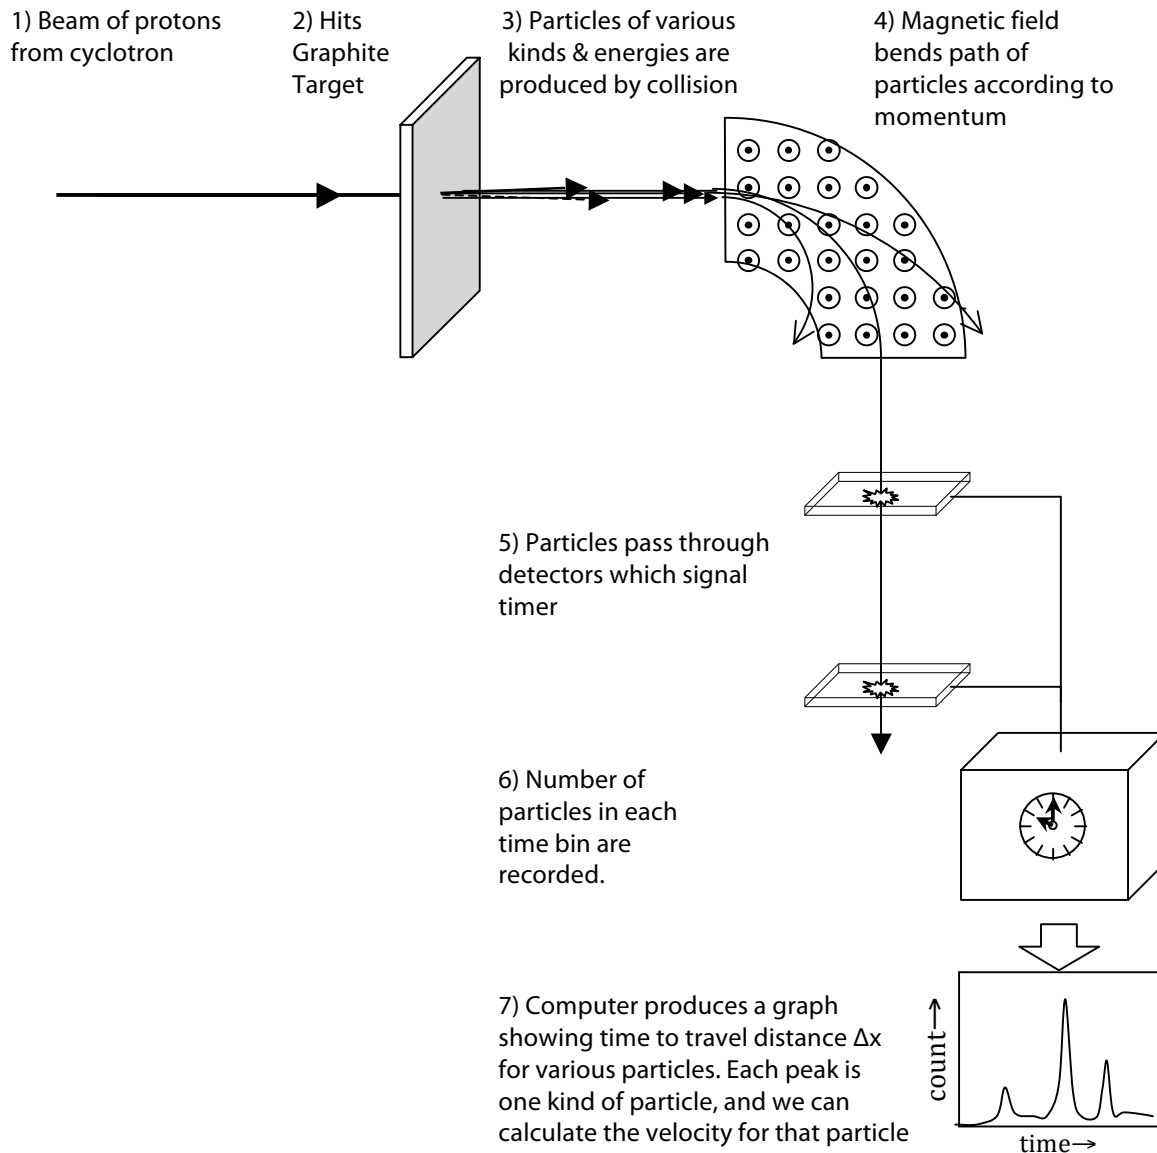 1) Beam of protons
from cyclotron
2) Hits
Graphite
Target
3) Particles of various
kinds & energies are
produced by collision
4) Magnetic field
bends path of
particles according to
momentum
5) Particles pass through
detectors which signal
timer
6) Number of
particles in each
time bin are
recorded.
7) Computer produces a graph
showing time to travel distance Δx
for various particles. Each peak is
one kind of particle, and we can
calculate the velocity for that particle
count→
time→